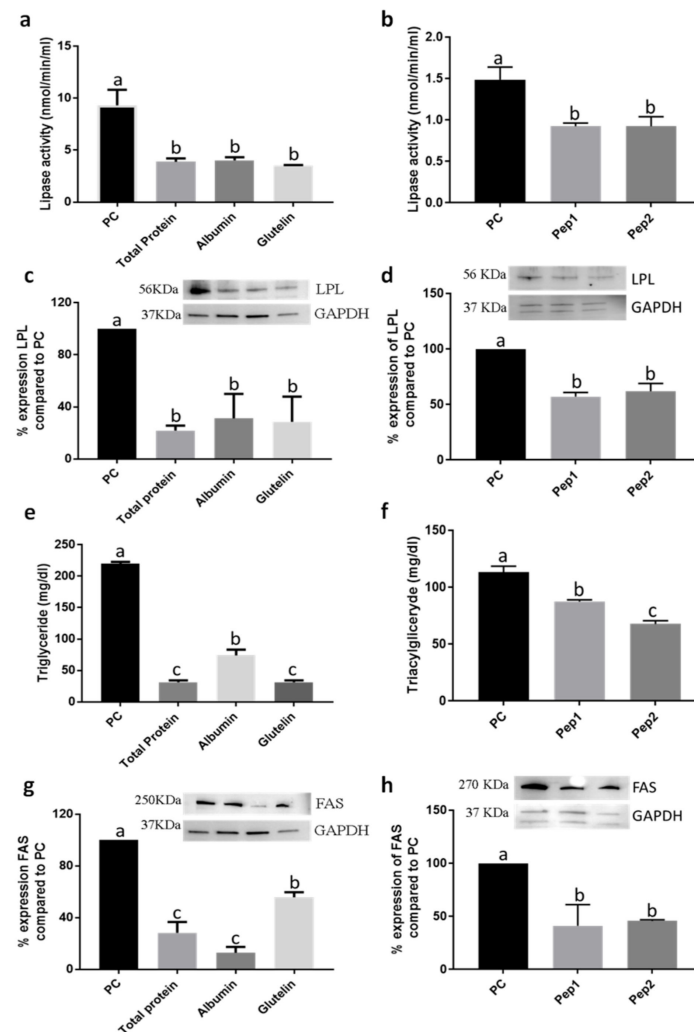 a
Lipase activity (nmol/min/ml)
15
10
5
0
a
b
b
b
PC
Total Protein
Albumin
Glutelin
b
Lipase activity (nmol/min/ml)
2.0
1.5
1.0
0.5
0.0
a
b
b
PC
Pep1
Pep2
c
56KDa
LPL
37KDa
GAPDH
% expression LPL
compared to PC
120
80
40
0
a
b
b
b
PC
Total protein
Albumin
Glutelin
d
56 KDa
LPL
37 KDa
GAPDH
% expression of LPL
compared to PC
150
100
50
0
a
b
b
PC
Pep1
Pep2
e
Triglyceride (mg/dl)
250
200
150
100
50
0
a
c
b
c
PC
Total Protein
Albumin
Glutelin
f
Triacylgliceryde (mg/dl)
150
100
50
0
a
b
c
PC
Pep1
Pep2
g
250KDa
FAS
37KDa
GAPDH
% expression FAS
compared to PC
120
80
40
0
a
c
c
b
PC
Total protein
Albumin
Glutelin
h
270 KDa
FAS
37 KDa
GAPDH
% expression of FAS
compared to PC
150
100
50
0
a
b
b
PC
Pep1
Pep2